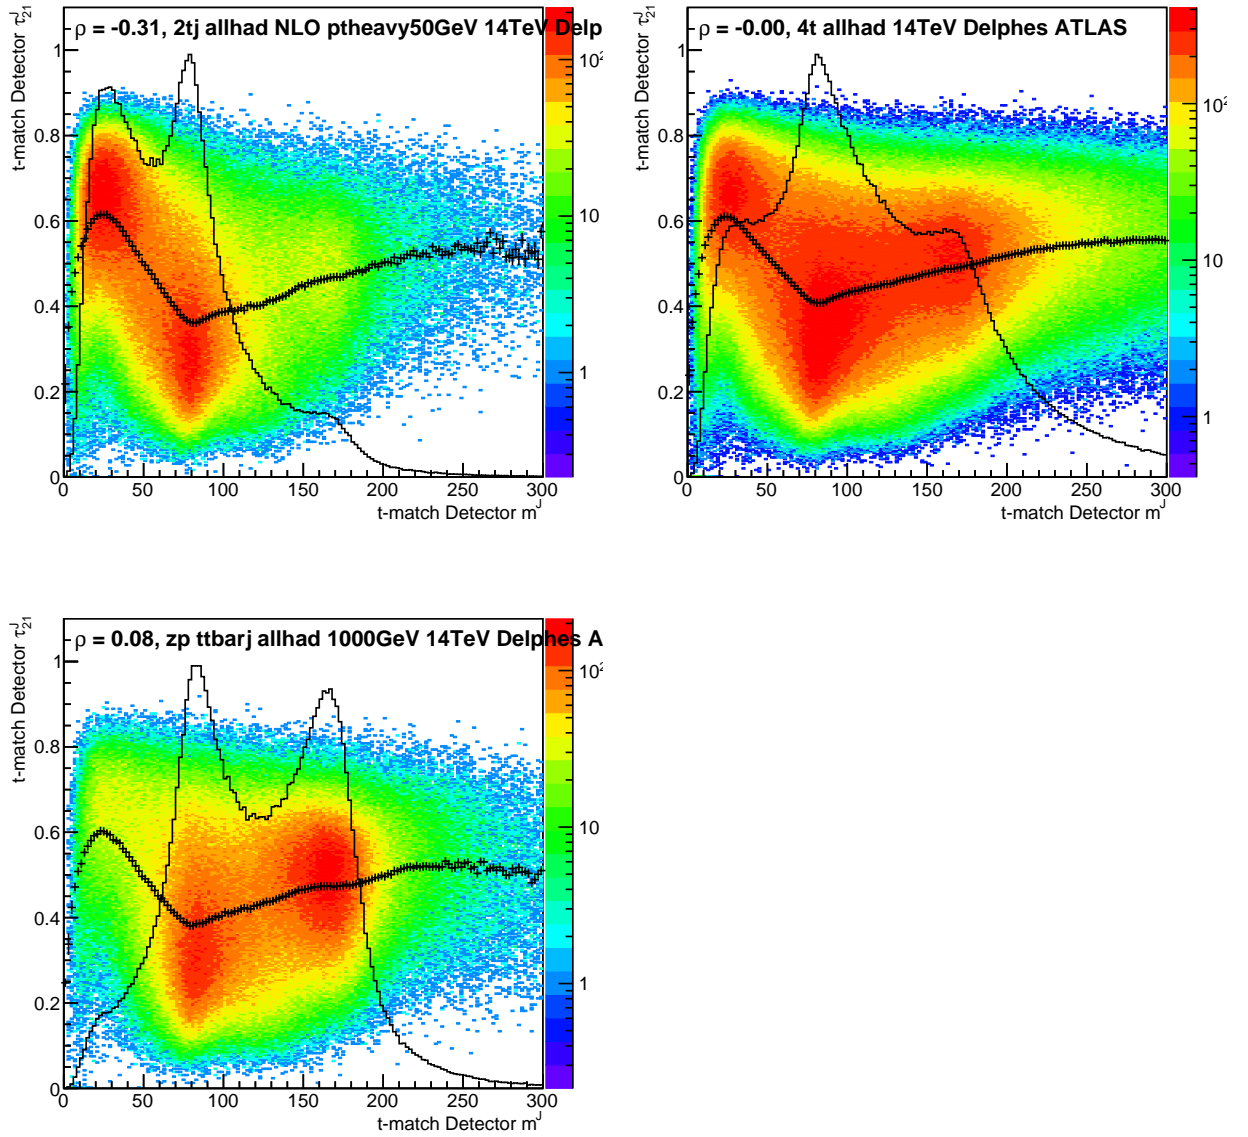 ρ = -0.31, 2tj allhad NLO ptheavy50GeV 14TeV Delp
t-match Detector τ₂₁ᴶ
1
0.8
0.6
0.4
0.2
0
0 50 100 150 200 250 300
t-match Detector mᴶ
10²
10
1
ρ = -0.00, 4t allhad 14TeV Delphes ATLAS
t-match Detector τ₂₁ᴶ
1
0.8
0.6
0.4
0.2
0
0 50 100 150 200 250 300
t-match Detector mᴶ
10²
10
1
ρ = 0.08, zp ttbarj allhad 1000GeV 14TeV Delphes A
t-match Detector τ₂₁ᴶ
1
0.8
0.6
0.4
0.2
0
0 50 100 150 200 250 300
t-match Detector mᴶ
10²
10
1